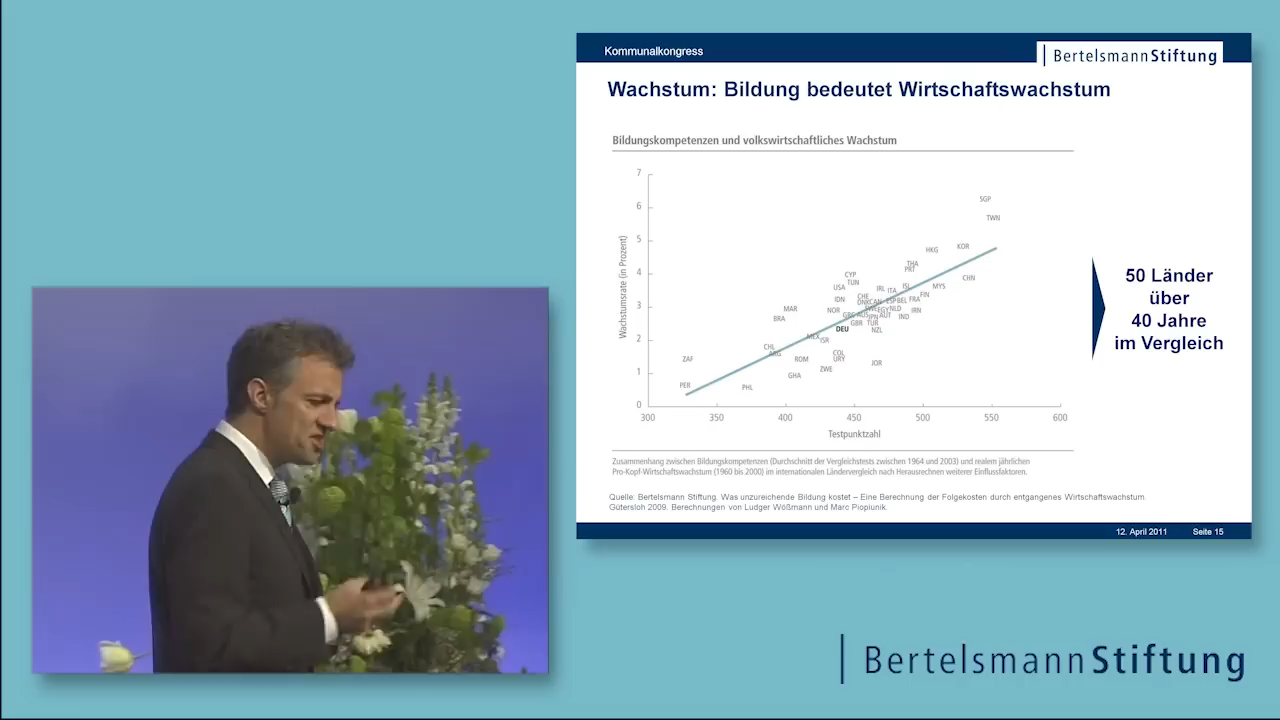 Kommunalkongress
BertelsmannStiftung
Wachstum: Bildung bedeutet Wirtschaftswachstum
Bildungskompetenzen und volkswirtschaftliches Wachstum
Wachstumsrate (in Prozent)
7
6
5
4
3
2
1
0
SGP
TWN
HKG
KOR
THA
PRT
CYP
TUN
CHN
USA
IRL
ITA
ISL
MYS
IDN
CHE
FIN
DNK
CAN
ESP
BEL
FRA
MAR
NOR
EGY
NLD
IRN
BRA
GRC
AUS
JPN
AUT
IND
GBR
TUR
DEU
NZL
MEX
ISR
CHL
ARG
COL
URY
ZAF
ROM
JOR
ZWE
GHA
PER
PHL
300
350
400
450
500
550
600
Testpunktzahl
50 Länder
über
40 Jahre
im Vergleich
Zusammenhang zwischen Bildungskompetenzen (Durchschnitt der Vergleichstests zwischen 1964 und 2003) und realem jährlichen
Pro-Kopf-Wirtschaftswachstum (1960 bis 2000) im internationalen Ländervergleich nach Herausrechnen weiterer Einflussfaktoren.
Quelle: Bertelsmann Stiftung. Was unzureichende Bildung kostet – Eine Berechnung der Folgekosten durch entgangenes Wirtschaftswachstum.
Gütersloh 2009. Berechnungen von Ludger Wößmann und Marc Piopiunik.
12. April 2011 Seite 15
BertelsmannStiftung